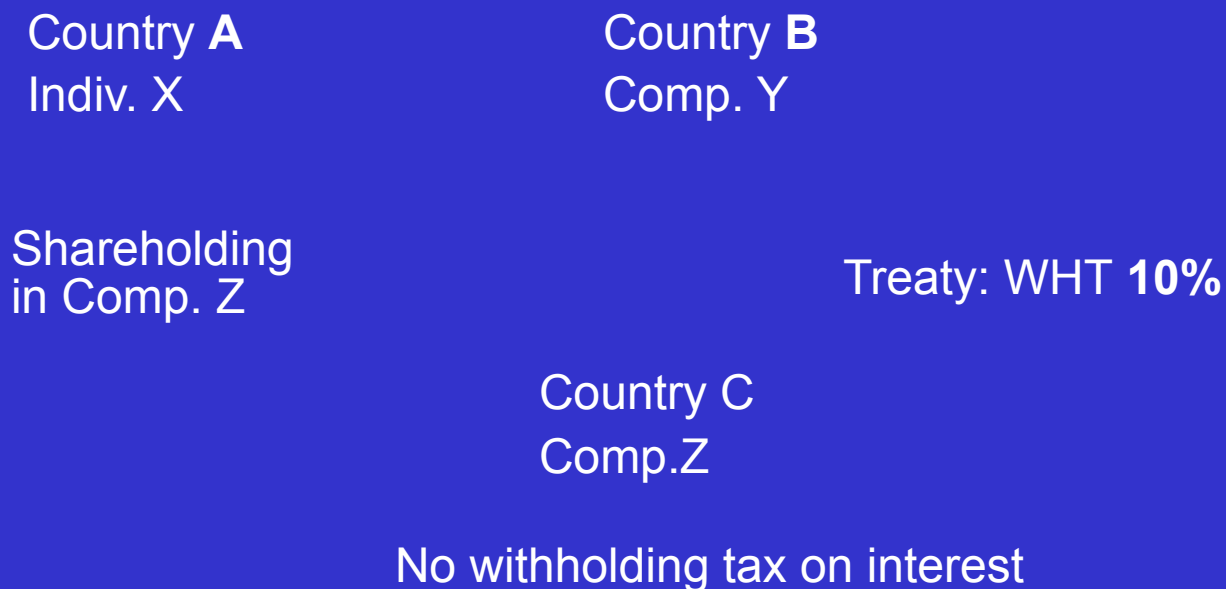 Country A
Indiv. X
Country B
Comp. Y
Shareholding
in Comp. Z
Treaty: WHT 10%
Country C
Comp.Z
No withholding tax on interest